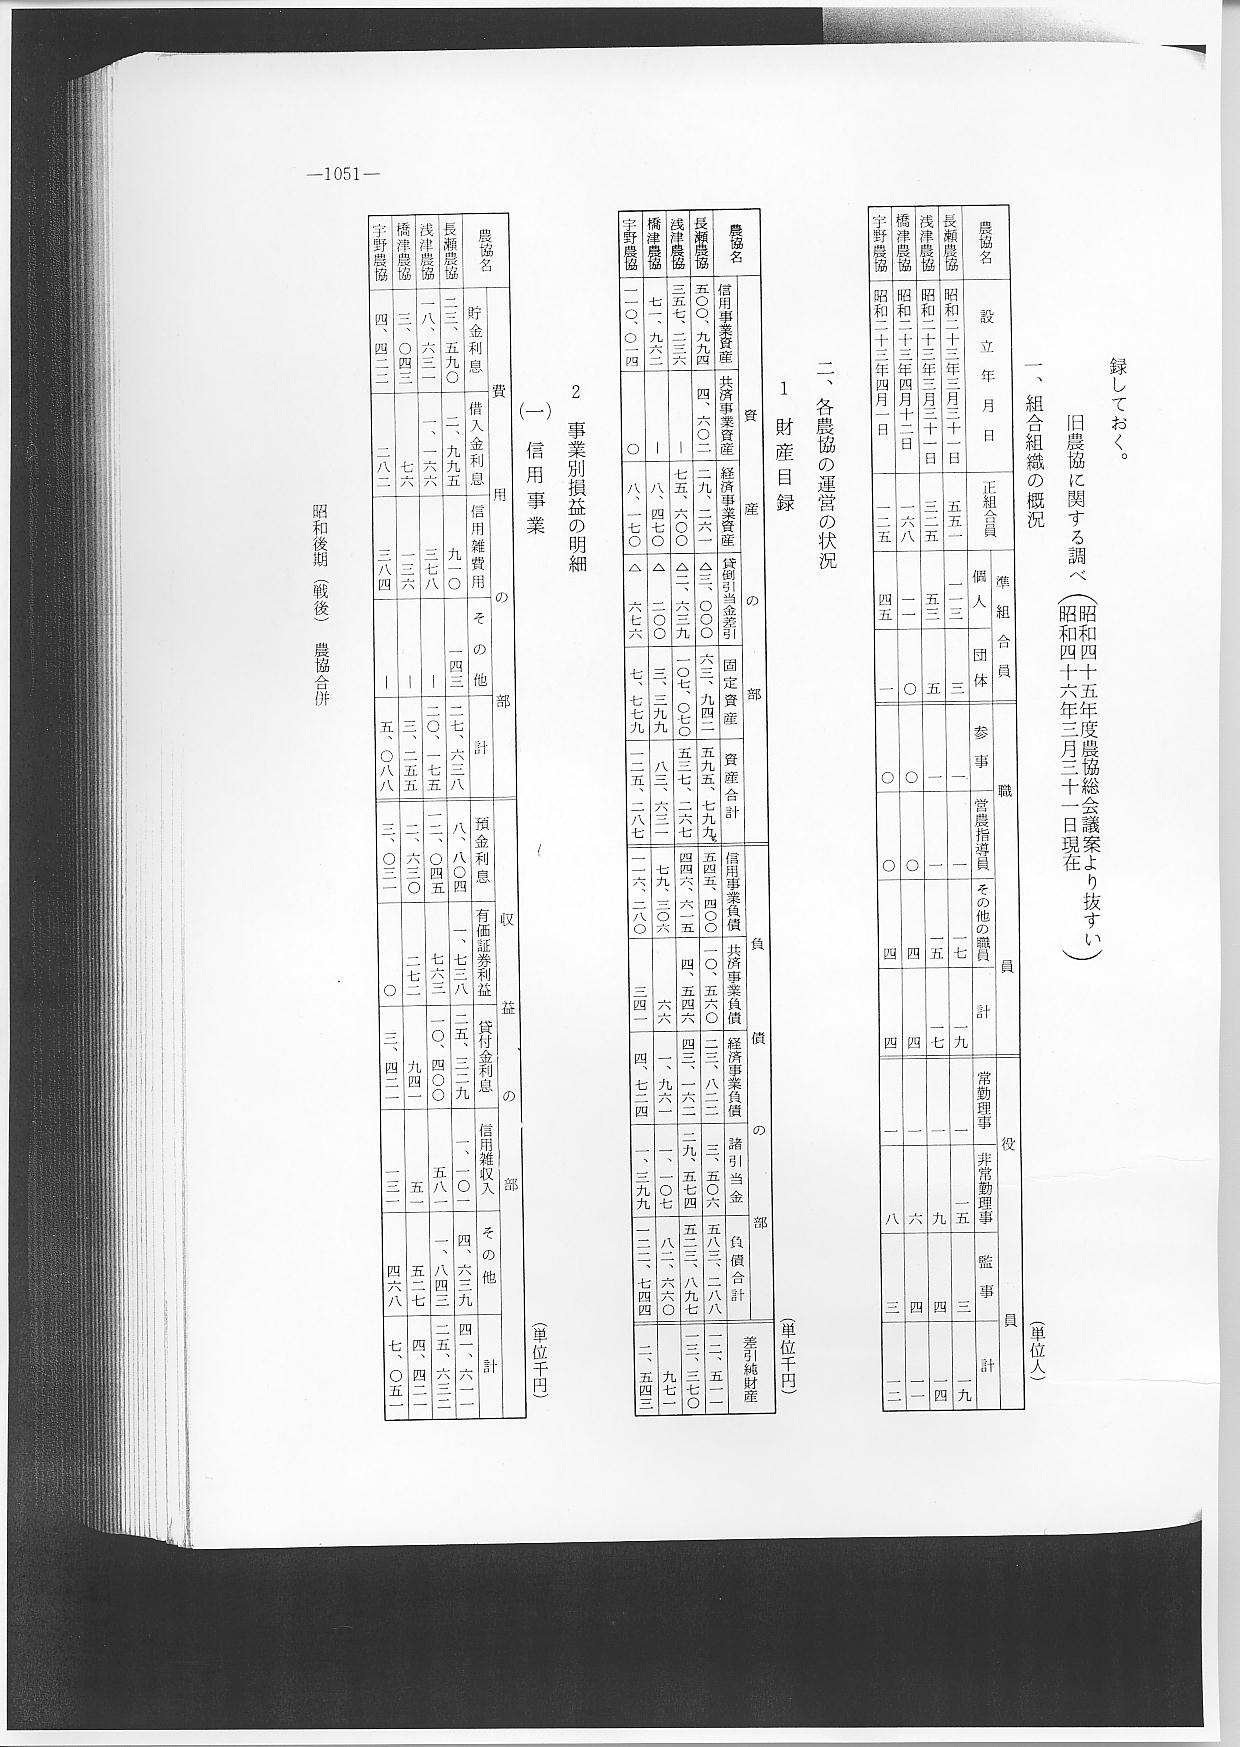 録しておく。
旧農協に関する調べ（昭和四十五年度農協総会議案より抜すい 昭和四十六年三月三十一日現在）
一、組合組織の概況
（単位人）
農協名 設立年月日 正組合員 準組合員 個人 団体 職員 参事 営農指導員 その他の職員 計 役員 常勤理事 非常勤理事 監事 計
長瀬農協 昭和二十三年三月三十一日 五五一 一一三 三 一 一 一七 一九 一 一五 三 一九
浅津農協 昭和二十三年三月三十一日 三二五 五三 五 一 一 一五 一七 一 九 四 一四
橋津農協 昭和二十三年四月十二日 一六八 一一 〇 〇 〇 四 四 一 六 四 一一
宇野農協 昭和二十三年四月一日 一二五 四五 一 〇 〇 四 四 一 八 三 一二
二、各農協の運営の状況
1 財産目録
（単位千円）
農協名 資産の部 信用事業資産 共済事業資産 経済事業資産 貸倒引当金差引 固定資産 資産合計 負債の部 信用事業負債 共済事業負債 経済事業負債 諸引当金 負債合計 差引純財産
長瀬農協 五〇〇、九九四 四、六〇二 二九、二六一 △三、〇〇〇 六三、九四二 五九五、七九九 五四五、四〇〇 一〇、五六〇 二三、八二二 三、五〇六 五八三、二八八 一二、五一一
浅津農協 三五七、二三六 ー 七五、六〇〇 △二、六三九 一〇七、〇七〇 五三七、二六七 四四六、六一五 四、五四六 四三、一六二 二九、五七四 五二三、八九七 一三、三七〇
橋津農協 七一、九六二 ー 八、四七〇 △ 二〇〇 三、三九九 八三、六三一 七九、三〇六 六六 一、九六一 一、一〇七 八二、六六〇 九七一
宇野農協 一一〇、〇一四 〇 八、一七〇 △ 六七六 七、七七九 一二五、二八七 一一六、二八〇 三四一 四、七二四 一、三九九 一二二、七四四 二、五四三
2 事業別損益の明細
（一）信用事業
（単位千円）
農協名 費用の部 貯金利息 借入金利息 信用雑費用 その他 計 収益の部 預金利息 有価証券利益 貸付金利息 信用雑収入 その他 計
長瀬農協 二三、五九〇 二、九九五 九一〇 一四三 二七、六三八 八、八〇四 一、七三八 二五、三二九 一、一〇一 四、六三九 四一、六一一
浅津農協 一八、六三一 一、一六六 三七八 ー 二〇、一七五 一二、〇四五 七六三 一〇、四〇〇 五八一 一、八四三 二五、六三二
橋津農協 三、〇四三 七六 一三六 ー 三、二五五 二、六三〇 二七二 九四一 五一 五二七 四、四二一
宇野農協 四、四二二 二八二 三八四 ー 五、〇八八 三、〇三一 〇 三、四二一 一三一 四六八 七、〇五一
昭和後期（戦後） 農協合併
—1051—